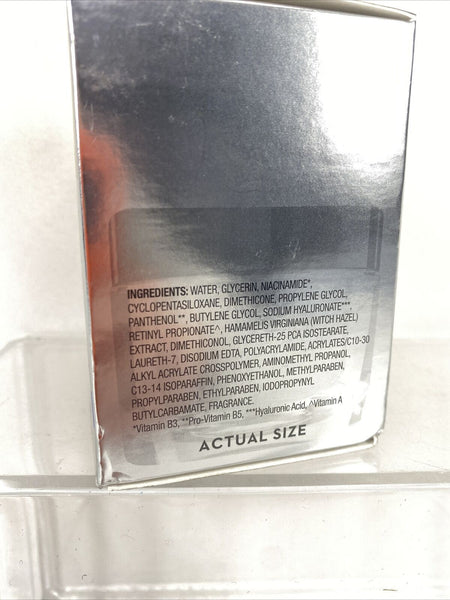 INGREDIENTS: WATER, GLYCERIN, NIACINAMIDE*,
CYCLOPENTASILOXANE, DIMETHICONE, PROPYLENE GLYCOL,
PANTHENOL**, BUTYLENE GLYCOL, SODIUM HYALURONATE***,
RETINYL PROPIONATE^, HAMAMELIS VIRGINIANA (WITCH HAZEL)
EXTRACT, DIMETHICONOL, GLYCERETH-25 PCA ISOSTEARATE,
LAURETH-7, DISODIUM EDTA, POLYACRYLAMIDE, ACRYLATES/C10-30
ALKYL ACRYLATE CROSSPOLYMER, AMINOMETHYL PROPANOL,
C13-14 ISOPARAFFIN, PHENOXYETHANOL, METHYLPARABEN,
PROPYLPARABEN, ETHYLPARABEN, IODOPROPYNYL
BUTYLCARBAMATE, FRAGRANCE.
*Vitamin B3, **Pro-Vitamin B5, ***Hyaluronic Acid, ^Vitamin A
ACTUAL SIZE